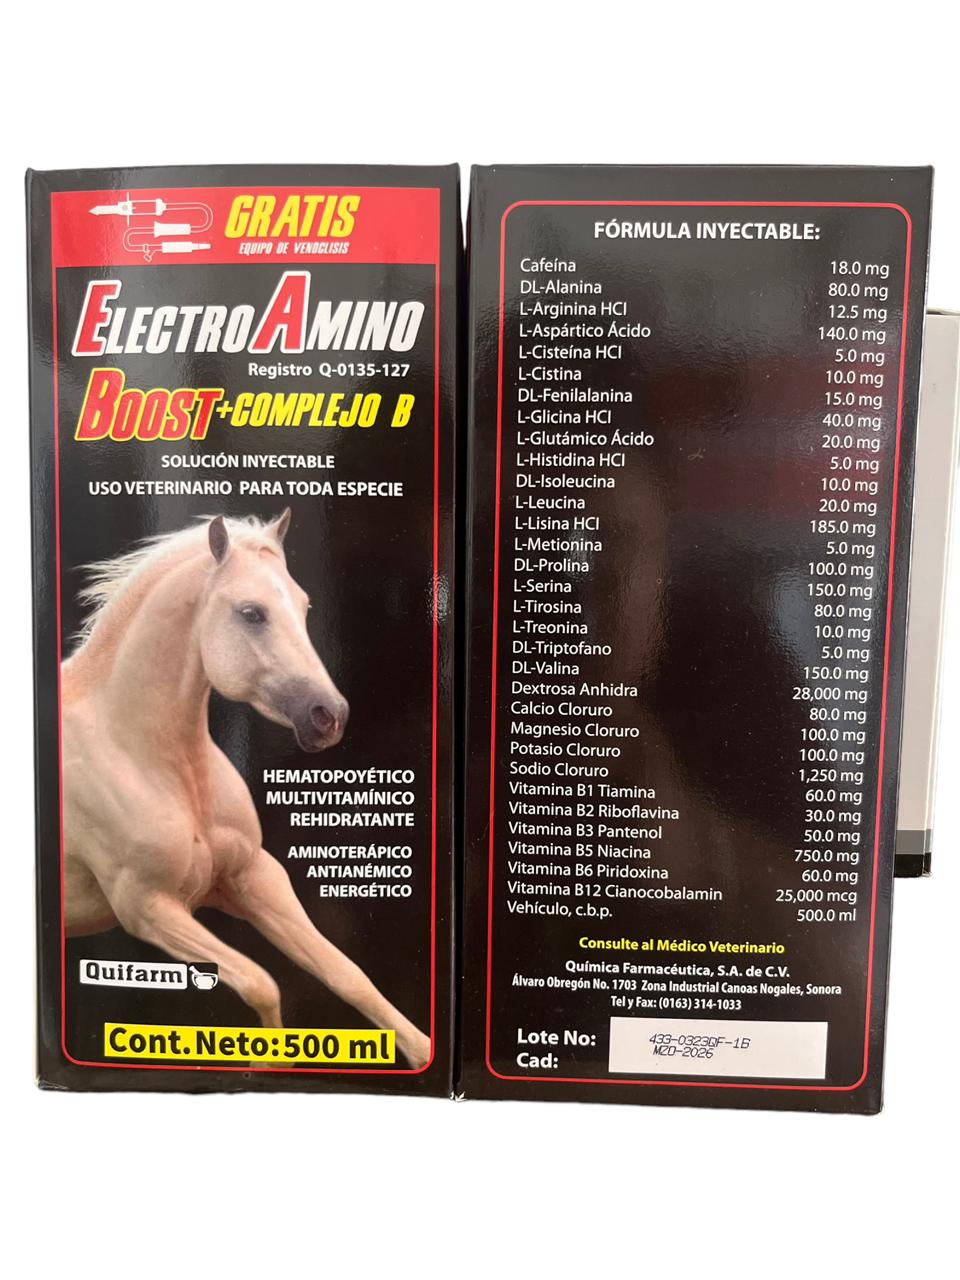 GRATIS
EQUIPO DE VENOCLISIS
ELECTROAMINO
Registro Q-0135-127
BOOST+COMPLEJO B
SOLUCIÓN INYECTABLE
USO VETERINARIO PARA TODA ESPECIE
HEMATOPOYÉTICO
MULTIVITAMÍNICO
REHIDRATANTE
AMINOTERÁPICO
ANTIANÉMICO
ENERGÉTICO
Quifarm
Cont.Neto:500 ml
FÓRMULA INYECTABLE:
Cafeína 18.0 mg
DL-Alanina 80.0 mg
L-Arginina HCI 12.5 mg
L-Aspártico Ácido 140.0 mg
L-Cisteína HCI 5.0 mg
L-Cistina 10.0 mg
DL-Fenilalanina 15.0 mg
L-Glicina HCI 40.0 mg
L-Glutámico Ácido 20.0 mg
L-Histidina HCI 5.0 mg
DL-Isoleucina 10.0 mg
L-Leucina 20.0 mg
L-Lisina HCI 185.0 mg
L-Metionina 5.0 mg
DL-Prolina 100.0 mg
L-Serina 150.0 mg
L-Tirosina 80.0 mg
L-Treonina 10.0 mg
DL-Triptofano 5.0 mg
DL-Valina 150.0 mg
Dextrosa Anhidra 28,000 mg
Calcio Cloruro 80.0 mg
Magnesio Cloruro 100.0 mg
Potasio Cloruro 100.0 mg
Sodio Cloruro 1,250 mg
Vitamina B1 Tiamina 60.0 mg
Vitamina B2 Riboflavina 30.0 mg
Vitamina B3 Pantenol 50.0 mg
Vitamina B5 Niacina 750.0 mg
Vitamina B6 Piridoxina 60.0 mg
Vitamina B12 Cianocobalamin 25,000 mcg
Vehículo, c.b.p. 500.0 ml
Consulte al Médico Veterinario
Química Farmacéutica, S.A. de C.V.
Álvaro Obregón No. 1703 Zona Industrial Canoas Nogales, Sonora
Tel y Fax: (0163) 314-1033
Lote No: 433-0323QF-1B
Cad: MZO-2026